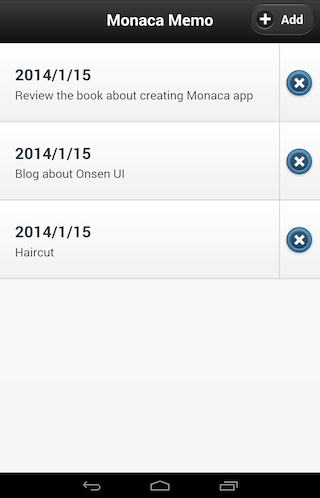 Monaca Memo
Add
2014/1/15
Review the book about creating Monaca app
2014/1/15
Blog about Onsen UI
2014/1/15
Haircut